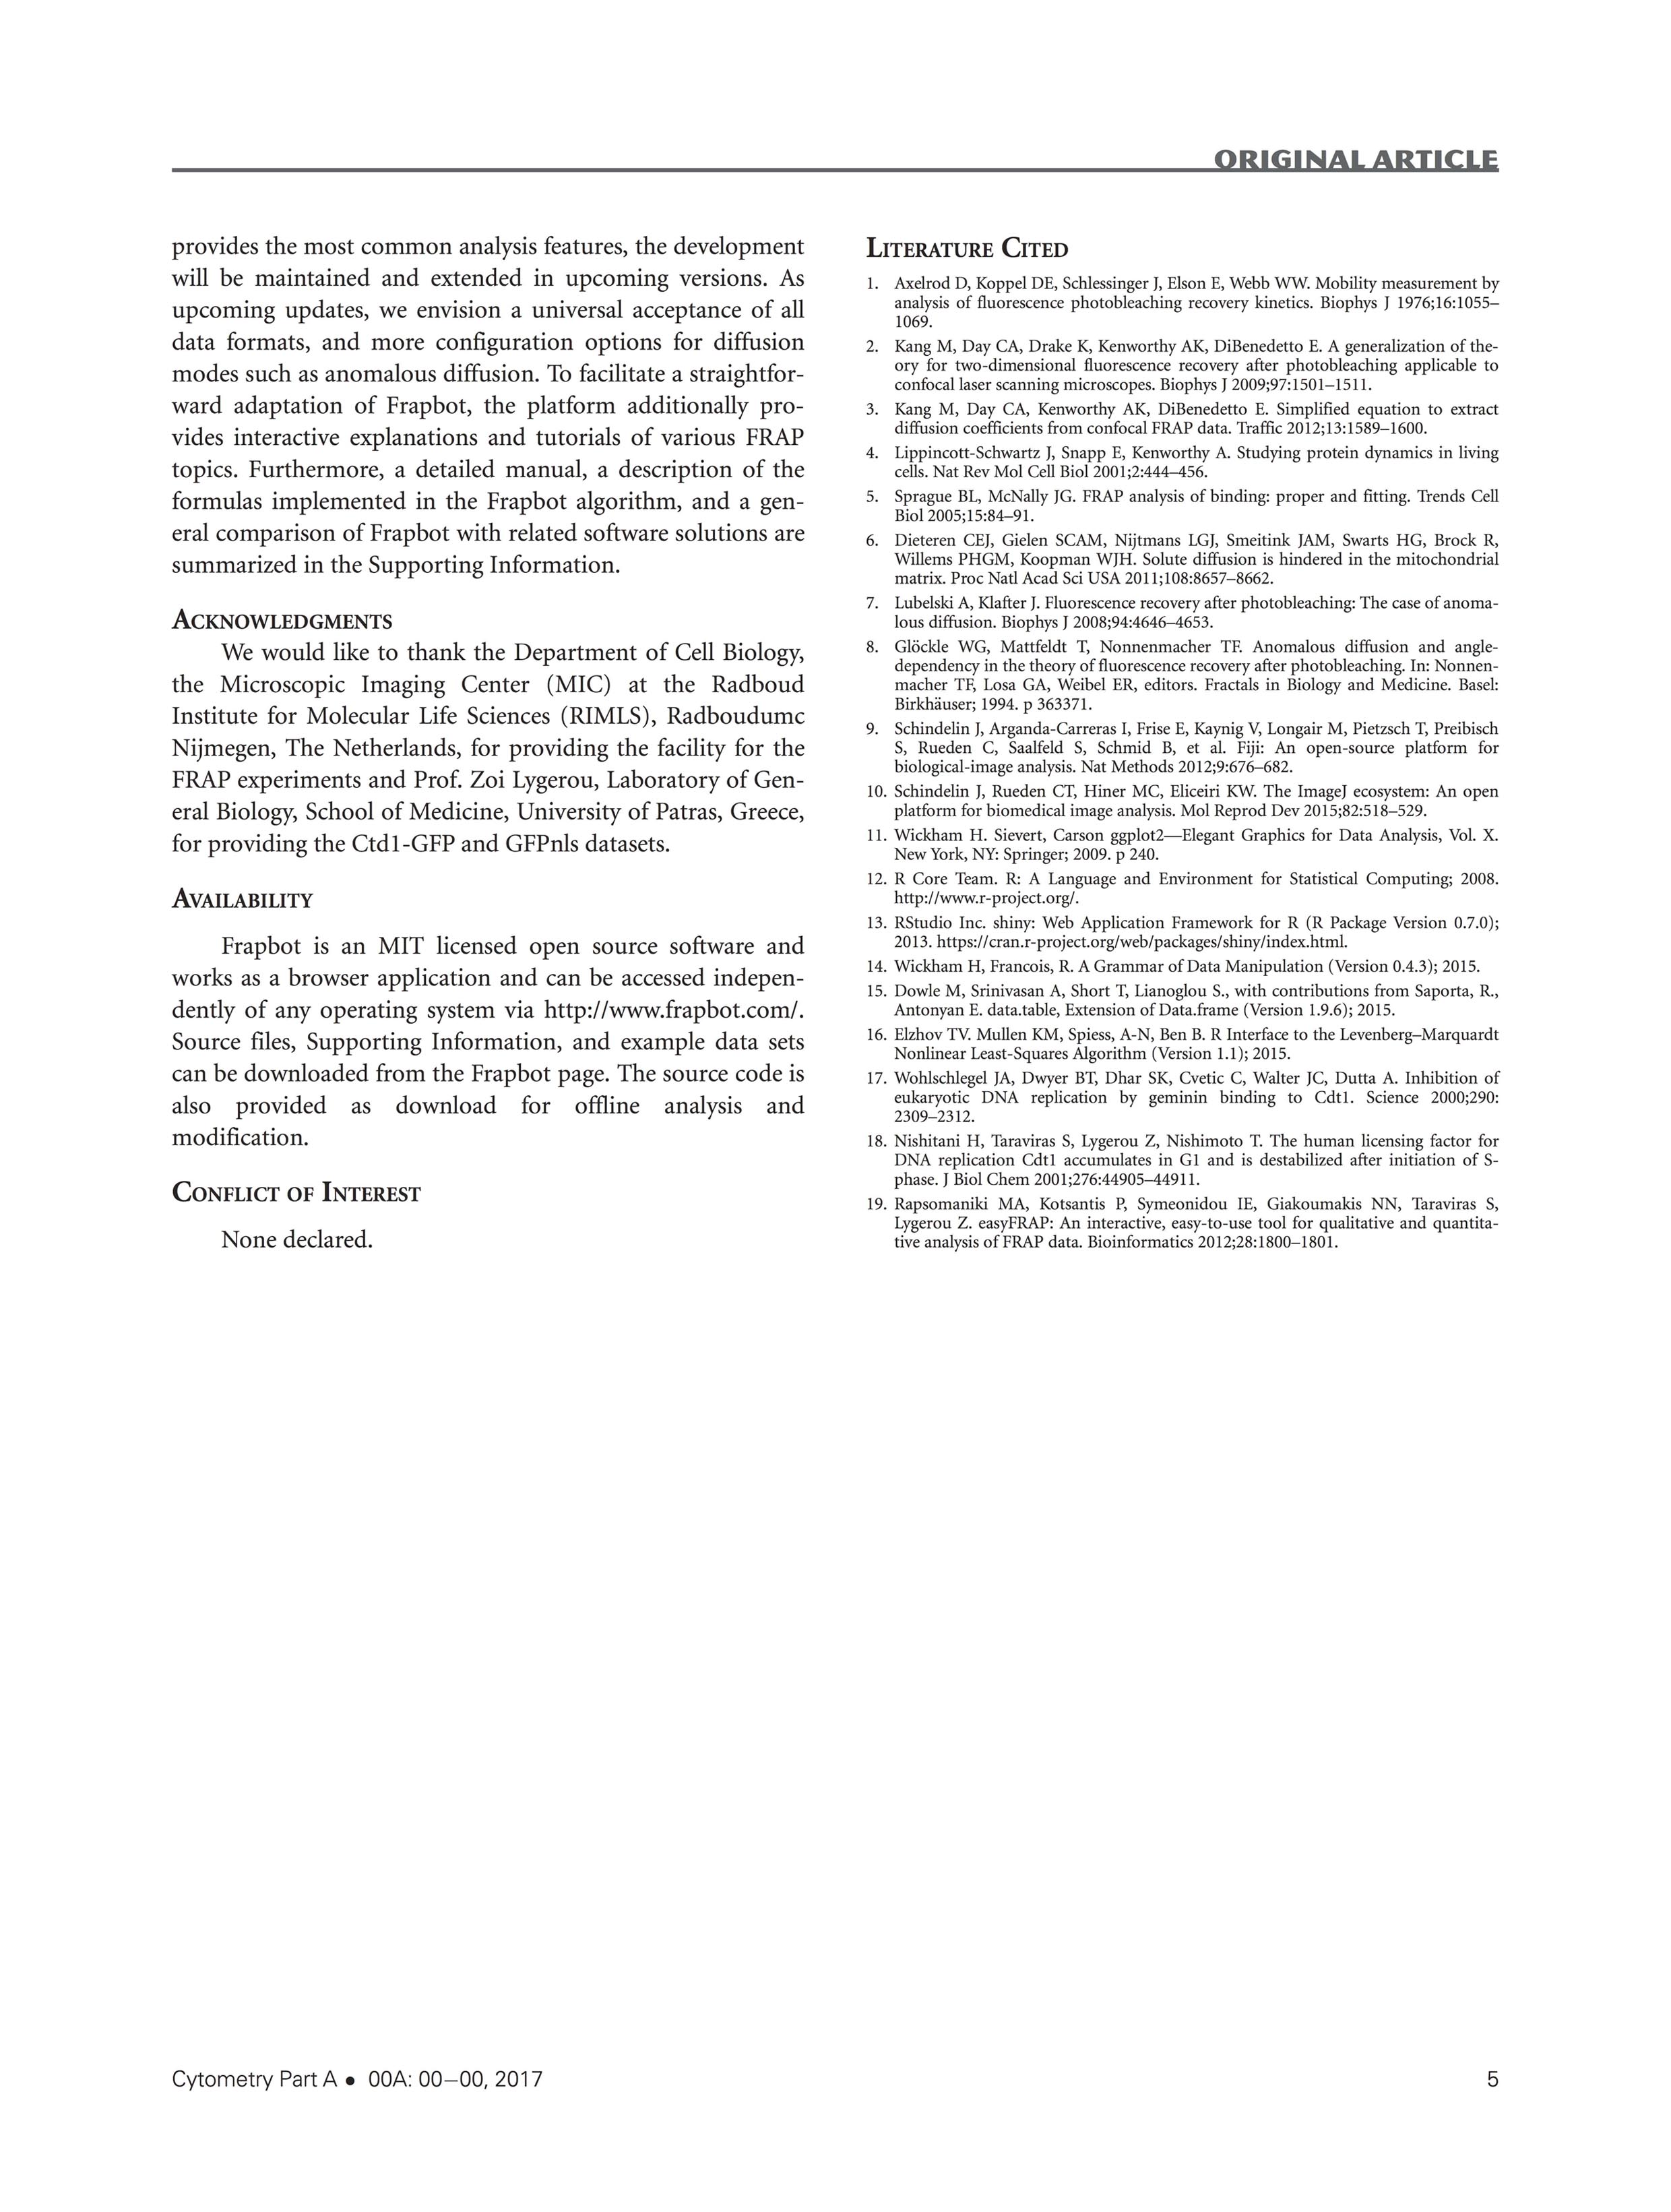 ORIGINAL ARTICLE
provides the most common analysis features, the development
will be maintained and extended in upcoming versions. As
upcoming updates, we envision a universal acceptance of all
data formats, and more configuration options for diffusion
modes such as anomalous diffusion. To facilitate a straightfor-
ward adaptation of Frapbot, the platform additionally pro-
vides interactive explanations and tutorials of various FRAP
topics. Furthermore, a detailed manual, a description of the
formulas implemented in the Frapbot algorithm, and a gen-
eral comparison of Frapbot with related software solutions are
summarized in the Supporting Information.
ACKNOWLEDGMENTS
We would like to thank the Department of Cell Biology,
the Microscopic Imaging Center (MIC) at the Radboud
Institute for Molecular Life Sciences (RIMLS), Radboudumc
Nijmegen, The Netherlands, for providing the facility for the
FRAP experiments and Prof. Zoi Lygerou, Laboratory of Gen-
eral Biology, School of Medicine, University of Patras, Greece,
for providing the Ctd1-GFP and GFPnls datasets.
AVAILABILITY
Frapbot is an MIT licensed open source software and
works as a browser application and can be accessed indepen-
dently of any operating system via http://www.frapbot.com/.
Source files, Supporting Information, and example data sets
can be downloaded from the Frapbot page. The source code is
also provided as download for offline analysis and
modification.
CONFLICT OF INTEREST
None declared.
LITERATURE CITED
1. Axelrod D, Koppel DE, Schlessinger J, Elson E, Webb WW. Mobility measurement by
analysis of fluorescence photobleaching recovery kinetics. Biophys J 1976;16:1055–
1069.
2. Kang M, Day CA, Drake K, Kenworthy AK, DiBenedetto E. A generalization of the-
ory for two-dimensional fluorescence recovery after photobleaching applicable to
confocal laser scanning microscopes. Biophys J 2009;97:1501–1511.
3. Kang M, Day CA, Kenworthy AK, DiBenedetto E. Simplified equation to extract
diffusion coefficients from confocal FRAP data. Traffic 2012;13:1589–1600.
4. Lippincott-Schwartz J, Snapp E, Kenworthy A. Studying protein dynamics in living
cells. Nat Rev Mol Cell Biol 2001;2:444–456.
5. Sprague BL, McNally JG. FRAP analysis of binding: proper and fitting. Trends Cell
Biol 2005;15:84–91.
6. Dieteren CEJ, Gielen SCAM, Nijtmans LGJ, Smeitink JAM, Swarts HG, Brock R,
Willems PHGM, Koopman WJH. Solute diffusion is hindered in the mitochondrial
matrix. Proc Natl Acad Sci USA 2011;108:8657–8662.
7. Lubelski A, Klafter J. Fluorescence recovery after photobleaching: The case of anoma-
lous diffusion. Biophys J 2008;94:4646–4653.
8. Glöckle WG, Mattfeldt T, Nonnenmacher TF. Anomalous diffusion and angle-
dependency in the theory of fluorescence recovery after photobleaching. In: Nonnen-
macher TF, Losa GA, Weibel ER, editors. Fractals in Biology and Medicine. Basel:
Birkhäuser; 1994. p 363371.
9. Schindelin J, Arganda-Carreras I, Frise E, Kaynig V, Longair M, Pietzsch T, Preibisch
S, Rueden C, Saalfeld S, Schmid B, et al. Fiji: An open-source platform for
biological-image analysis. Nat Methods 2012;9:676–682.
10. Schindelin J, Rueden CT, Hiner MC, Eliceiri KW. The ImageJ ecosystem: An open
platform for biomedical image analysis. Mol Reprod Dev 2015;82:518–529.
11. Wickham H. Sievert, Carson ggplot2—Elegant Graphics for Data Analysis, Vol. X.
New York, NY: Springer; 2009. p 240.
12. R Core Team. R: A Language and Environment for Statistical Computing; 2008.
http://www.r-project.org/.
13. RStudio Inc. shiny: Web Application Framework for R (R Package Version 0.7.0);
2013. https://cran.r-project.org/web/packages/shiny/index.html.
14. Wickham H, Francois, R. A Grammar of Data Manipulation (Version 0.4.3); 2015.
15. Dowle M, Srinivasan A, Short T, Lianoglou S., with contributions from Saporta, R.,
Antonyan E. data.table, Extension of Data.frame (Version 1.9.6); 2015.
16. Elzhov TV. Mullen KM, Spiess, A-N, Ben B. R Interface to the Levenberg–Marquardt
Nonlinear Least-Squares Algorithm (Version 1.1); 2015.
17. Wohlschlegel JA, Dwyer BT, Dhar SK, Cvetic C, Walter JC, Dutta A. Inhibition of
eukaryotic DNA replication by geminin binding to Cdt1. Science 2000;290:
2309–2312.
18. Nishitani H, Taraviras S, Lygerou Z, Nishimoto T. The human licensing factor for
DNA replication Cdt1 accumulates in G1 and is destabilized after initiation of S-
phase. J Biol Chem 2001;276:44905–44911.
19. Rapsomaniki MA, Kotsantis P, Symeonidou IE, Giakoumakis NN, Taraviras S,
Lygerou Z. easyFRAP: An interactive, easy-to-use tool for qualitative and quantita-
tive analysis of FRAP data. Bioinformatics 2012;28:1800–1801.
Cytometry Part A ● 00A: 00–00, 2017
5